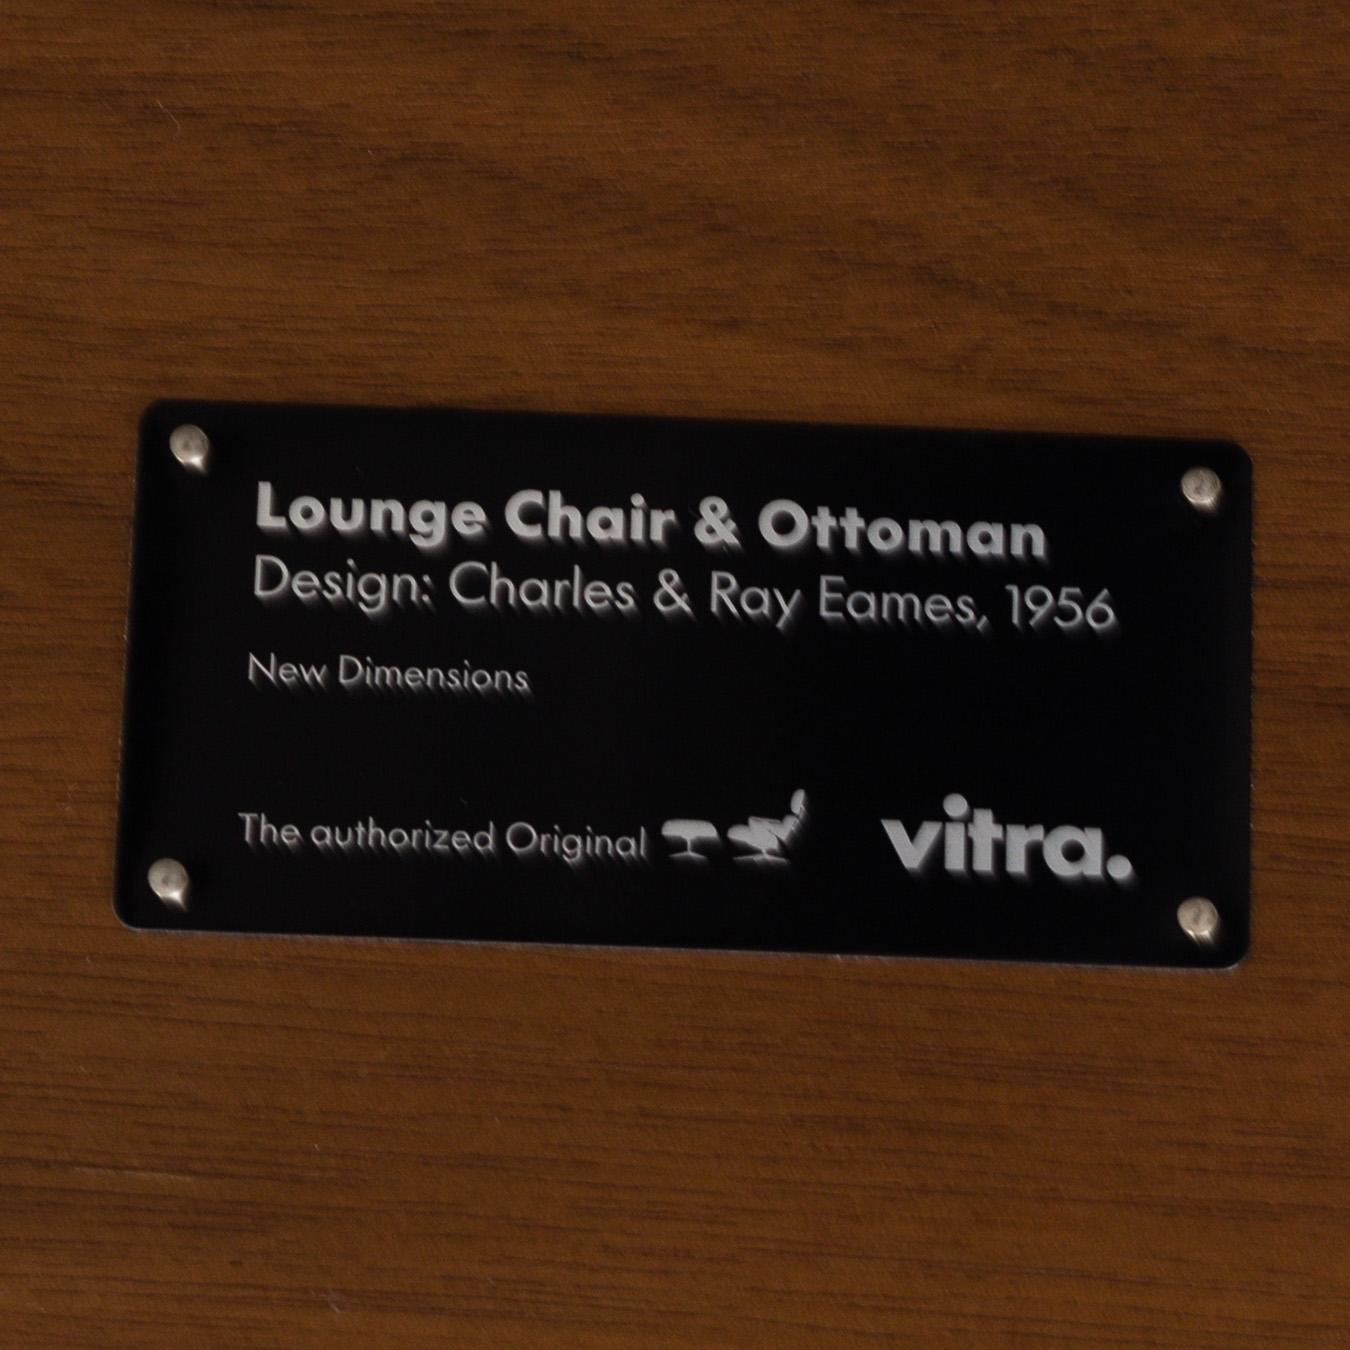 Lounge Chair & Ottoman
Design: Charles & Ray Eames, 1956
New Dimensions
The authorized Original
vitra.